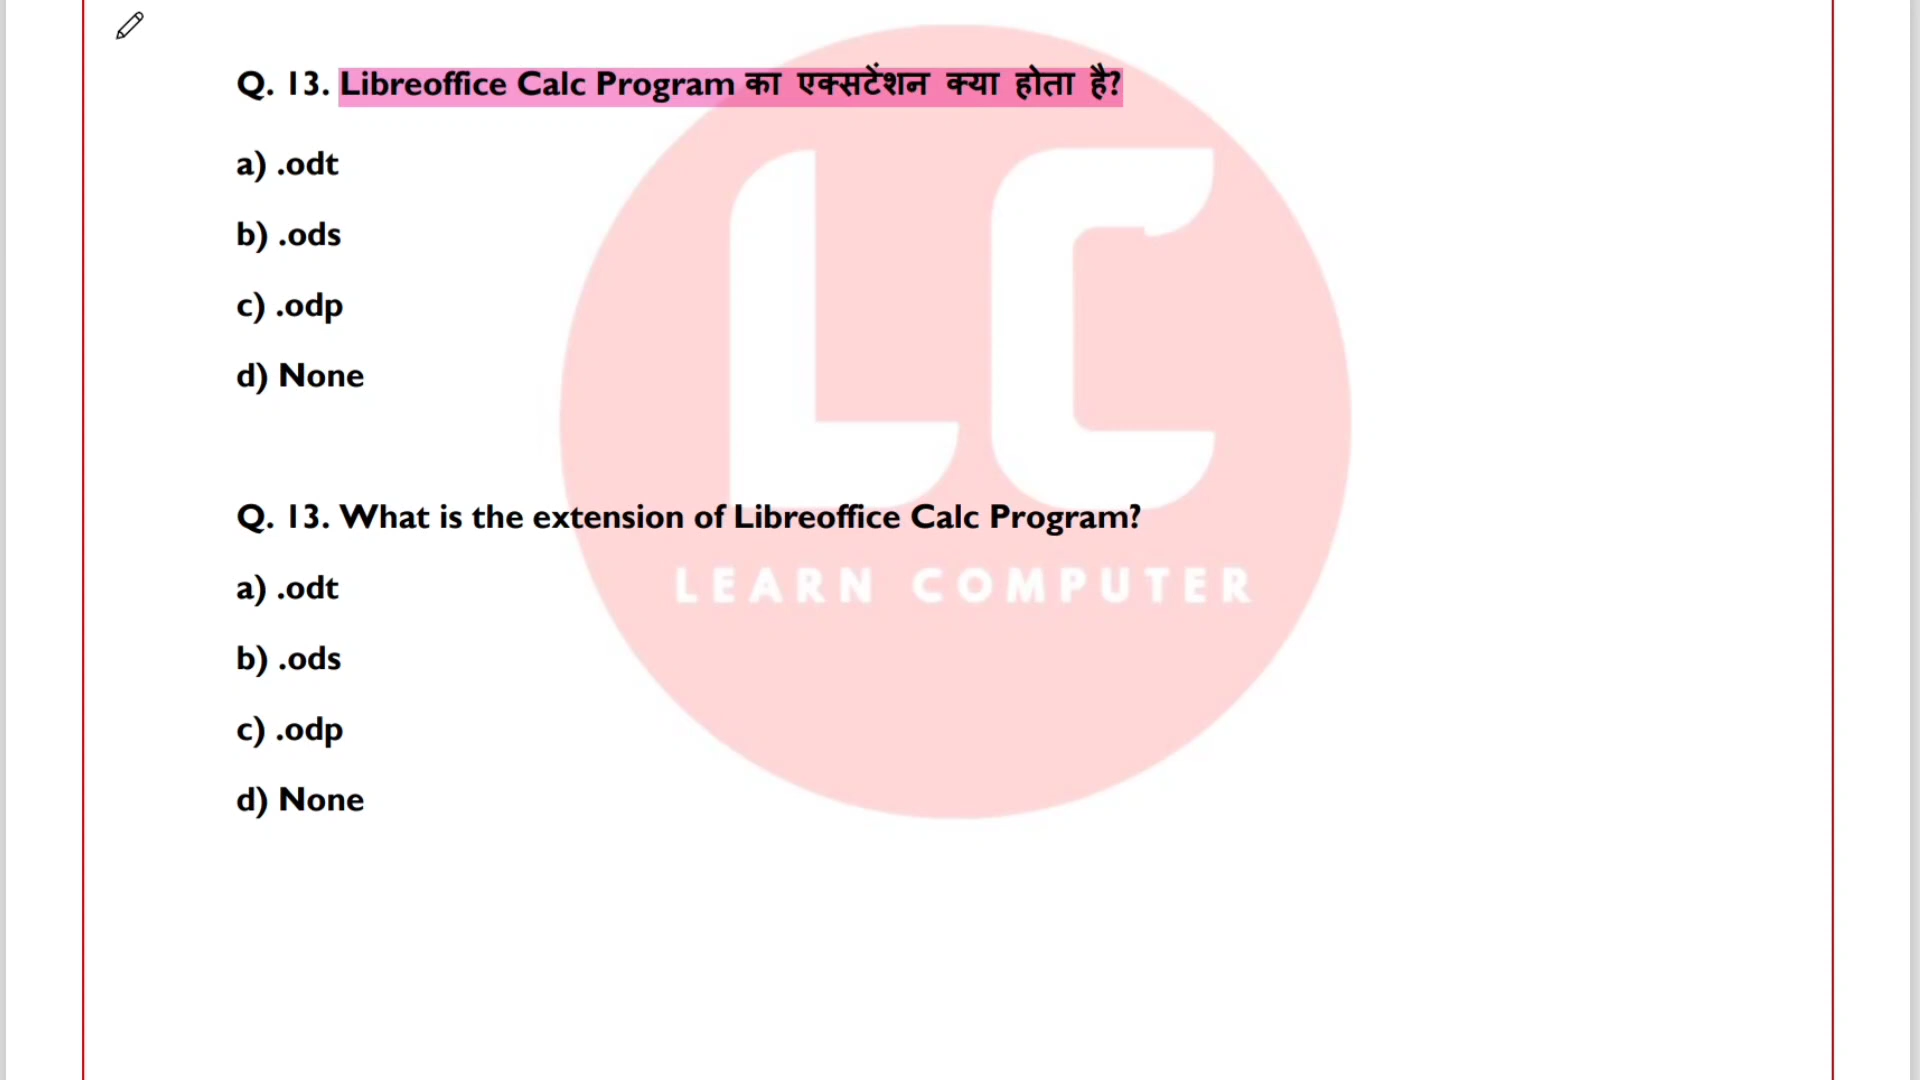 Q. 13. Libreoffice Calc Program का एक्सटेंशन क्या होता है?
a) .odt
b) .ods
c) .odp
d) None
LC
Q. 13. What is the extension of Libreoffice Calc Program?
LEARN COMPUTER
a) .odt
b) .ods
c) .odp
d) None